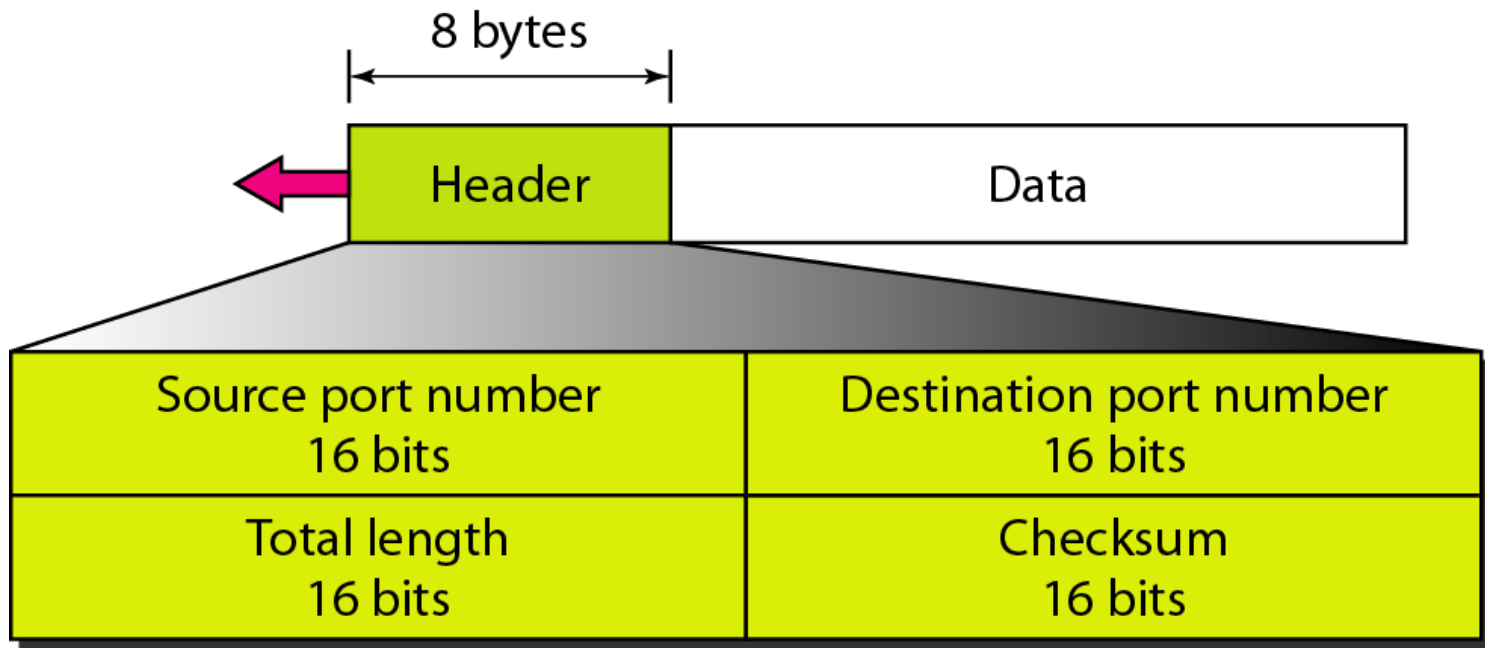 8 bytes
Header
Data
Source port number
16 bits
Destination port number
16 bits
Total length
16 bits
Checksum
16 bits